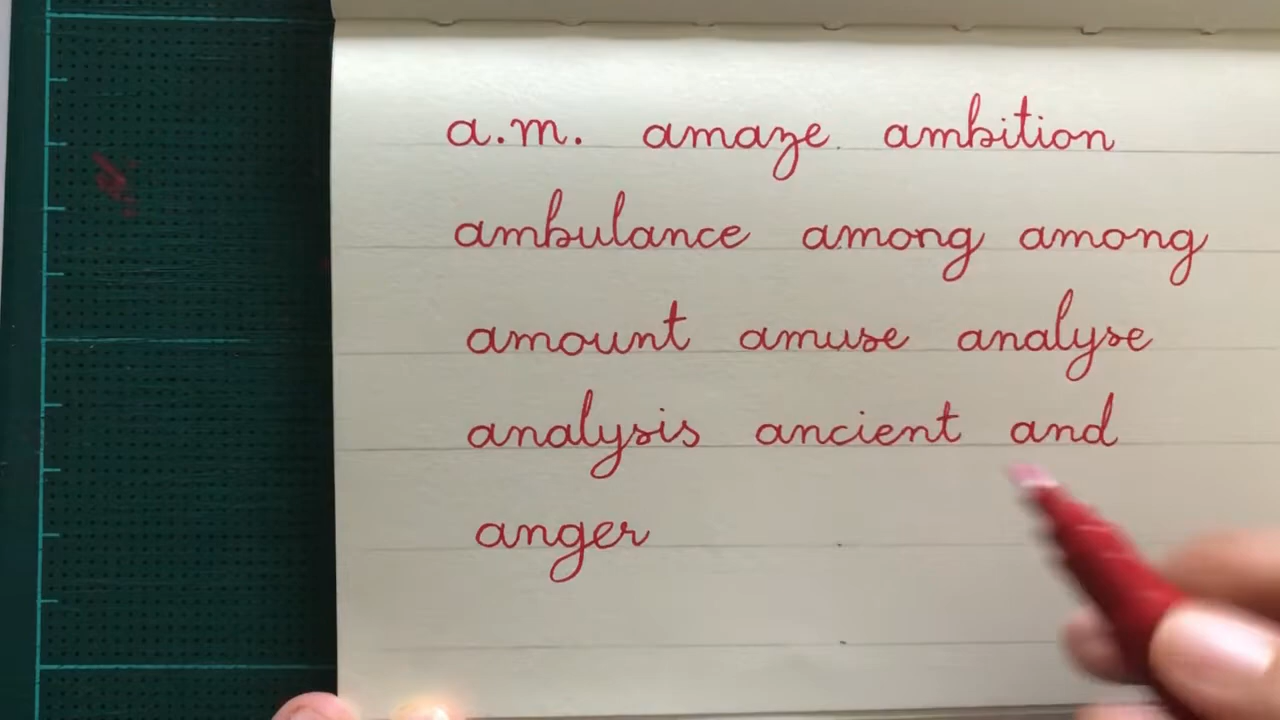 a.m. amaze ambition
ambulance among among
amount amuse analyse
analysis ancient and
anger